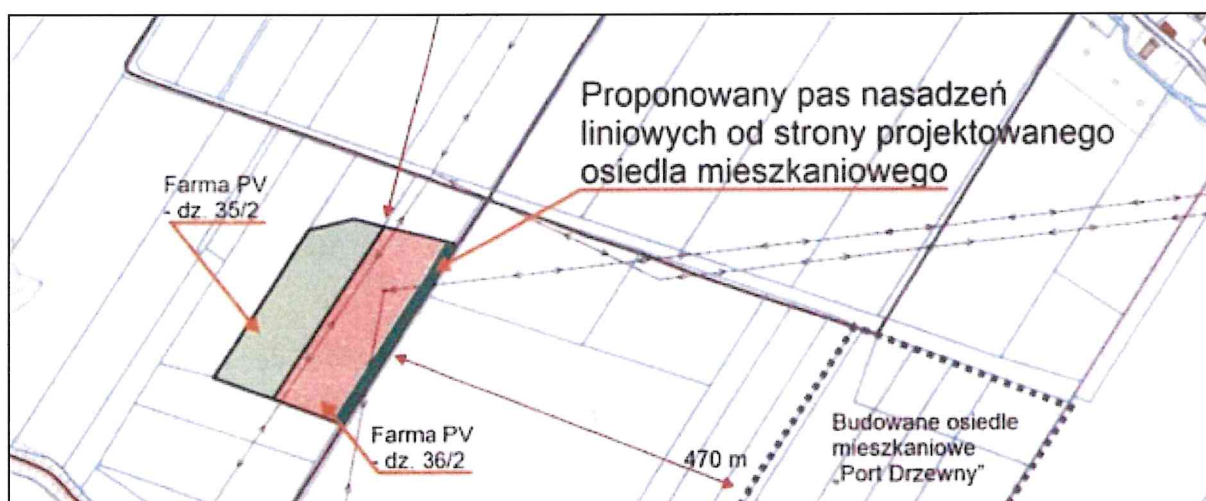 Proponowany pas nasadzeń
liniowych od strony projektowanego
osiedla mieszkaniowego
Farma PV
- dz. 35/2
Farma PV
- dz. 36/2
470 m
Budowane osiedle
mieszkaniowe
„Port Drzewny”